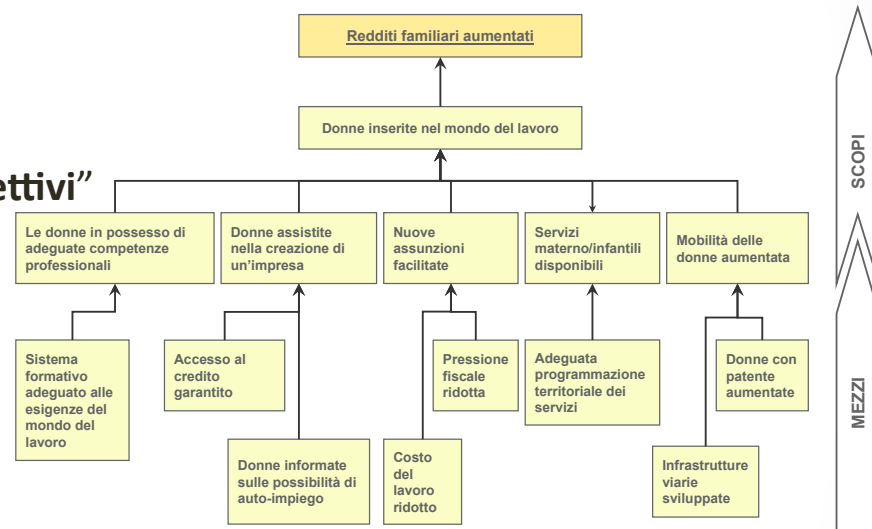 Redditi familiari aumentati
Donne inserite nel mondo del lavoro
ettivi”
Le donne in possesso di
adeguate competenze
professionali
Donne assistite
nella creazione di
un’impresa
Nuove
assunzioni
facilitate
Servizi
materno/infantili
disponibili
Mobilità delle
donne aumentata
Sistema
formativo
adeguato alle
esigenze del
mondo del
lavoro
Accesso al
credito
garantito
Donne informate
sulle possibilità di
auto-impiego
Costo
del
lavoro
ridotto
Pressione
fiscale
ridotta
Adeguata
programmazione
territoriale dei
servizi
Infrastrutture
viarie
sviluppate
Donne con
patente
aumentate
SCOPI
MEZZI